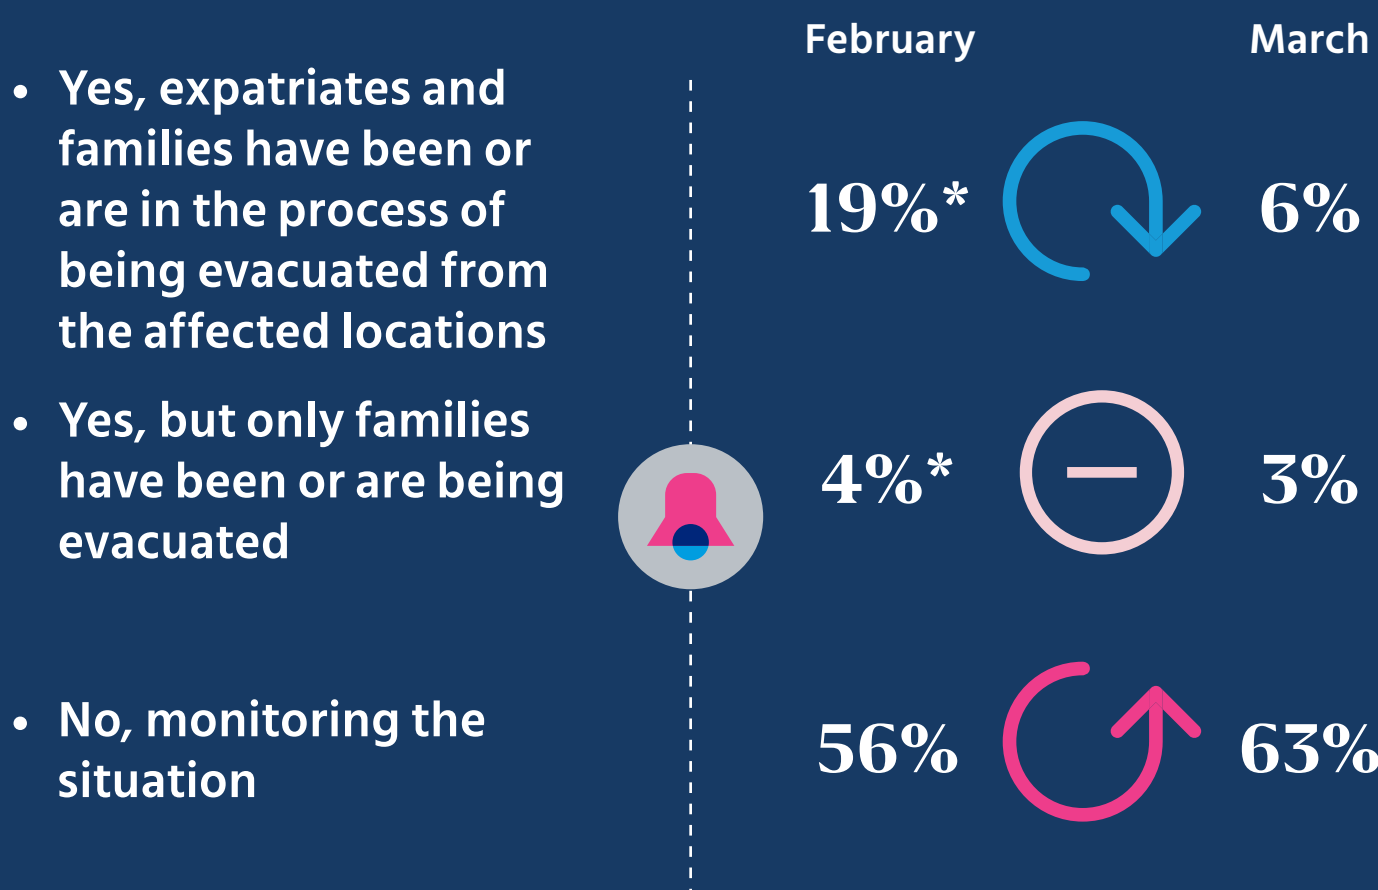 February March
• Yes, expatriates and
families have been or
are in the process of
being evacuated from
the affected locations
19%* 6%
• Yes, but only families
have been or are being
evacuated
4%* 3%
• No, monitoring the
situation
56% 63%